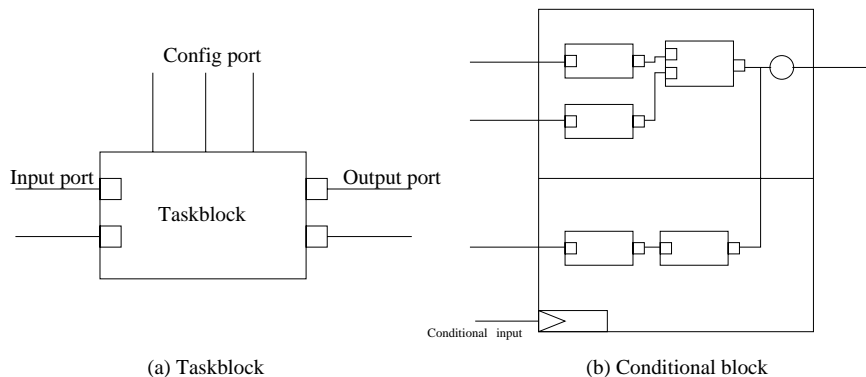 Config port
Input port
Output port
Taskblock
Conditional input
(a) Taskblock
(b) Conditional block